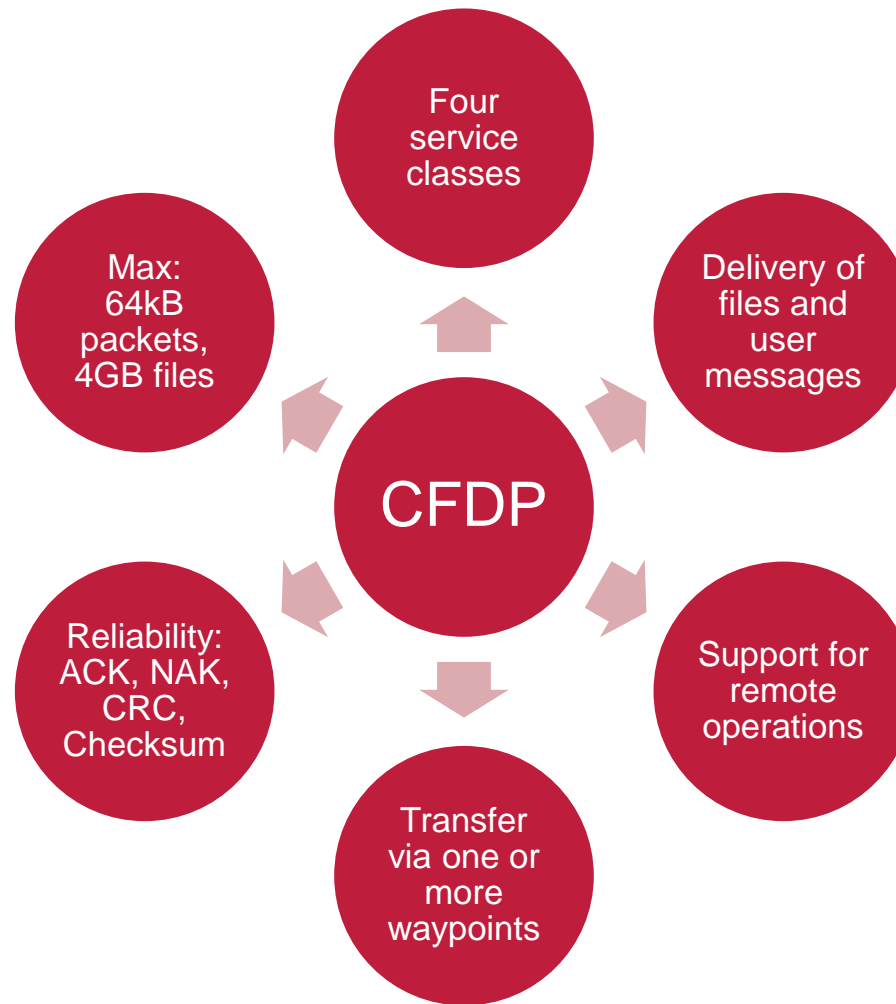 Four
service
classes
Max:
64kB
packets,
4GB files
Delivery of
files and
user
messages
CFDP
Reliability:
ACK, NAK,
CRC,
Checksum
Support for
remote
operations
Transfer
via one or
more
waypoints